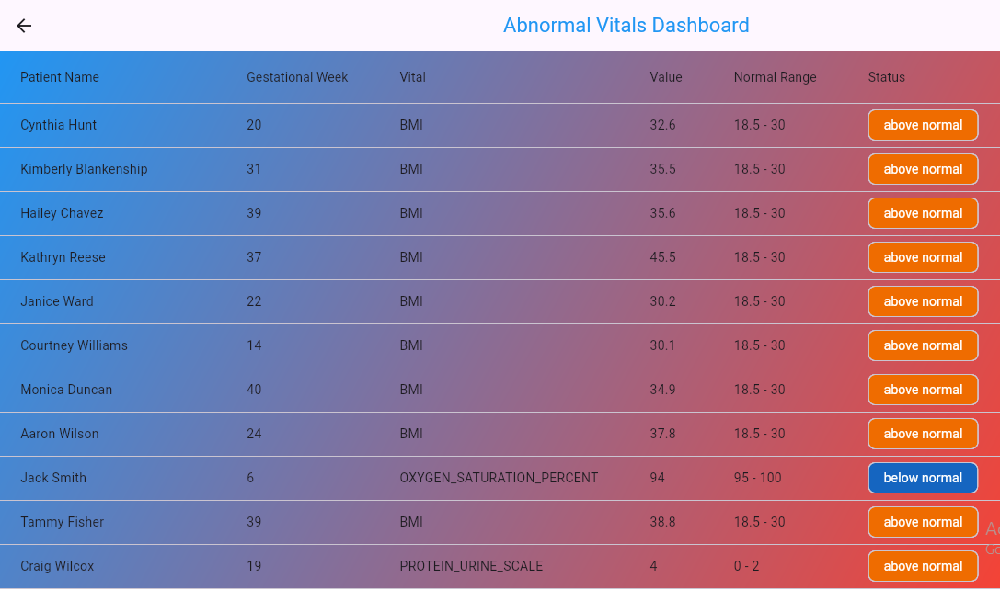 Abnormal Vitals Dashboard
Patient Name Gestational Week Vital Value Normal Range Status
Cynthia Hunt 20 BMI 32.6 18.5 - 30 above normal
Kimberly Blankenship 31 BMI 35.5 18.5 - 30 above normal
Hailey Chavez 39 BMI 35.6 18.5 - 30 above normal
Kathryn Reese 37 BMI 45.5 18.5 - 30 above normal
Janice Ward 22 BMI 30.2 18.5 - 30 above normal
Courtney Williams 14 BMI 30.1 18.5 - 30 above normal
Monica Duncan 40 BMI 34.9 18.5 - 30 above normal
Aaron Wilson 24 BMI 37.8 18.5 - 30 above normal
Jack Smith 6 OXYGEN_SATURATION_PERCENT 94 95 - 100 below normal
Tammy Fisher 39 BMI 38.8 18.5 - 30 above normal
Craig Wilcox 19 PROTEIN_URINE_SCALE 4 0 - 2 above normal